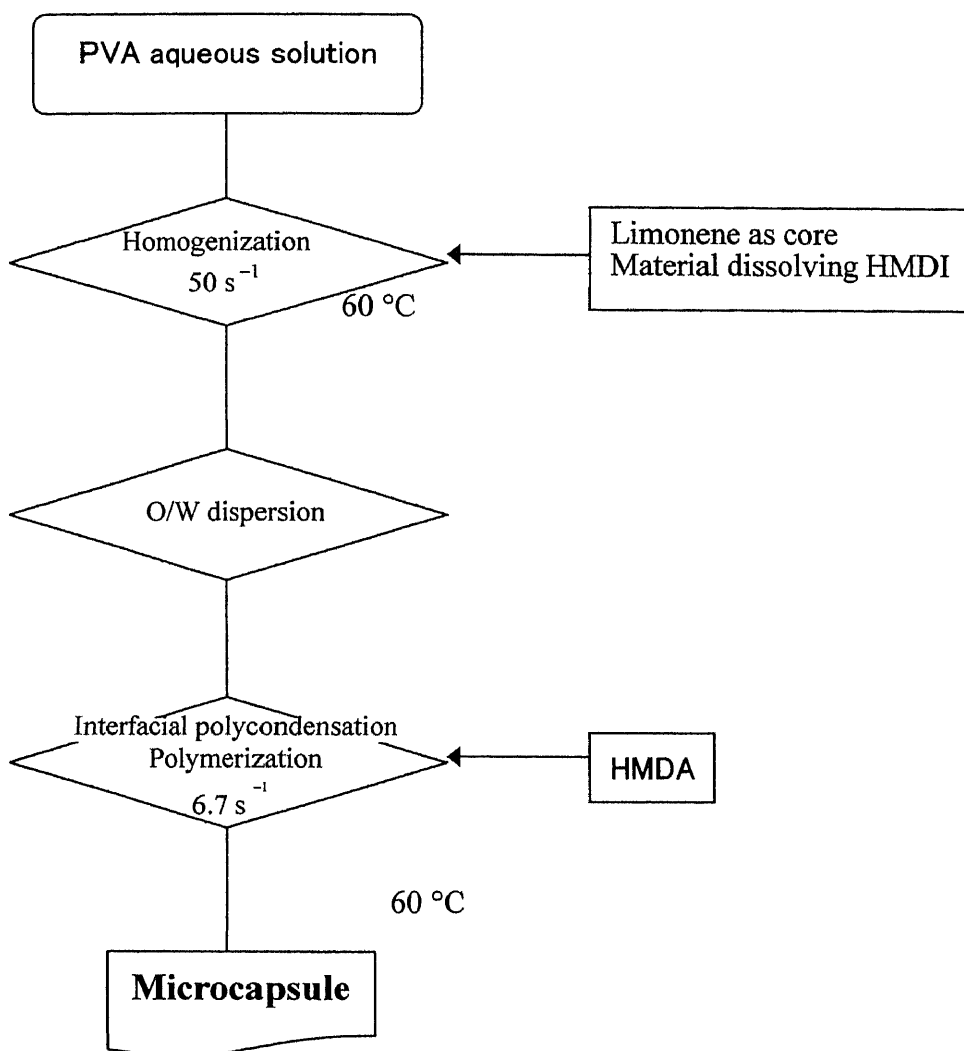 PVA aqueous solution
Homogenization
50 s⁻¹
60 °C
Limonene as core
Material dissolving HMDI
O/W dispersion
Interfacial polycondensation
Polymerization
6.7 s⁻¹
HMDA
60 °C
Microcapsule